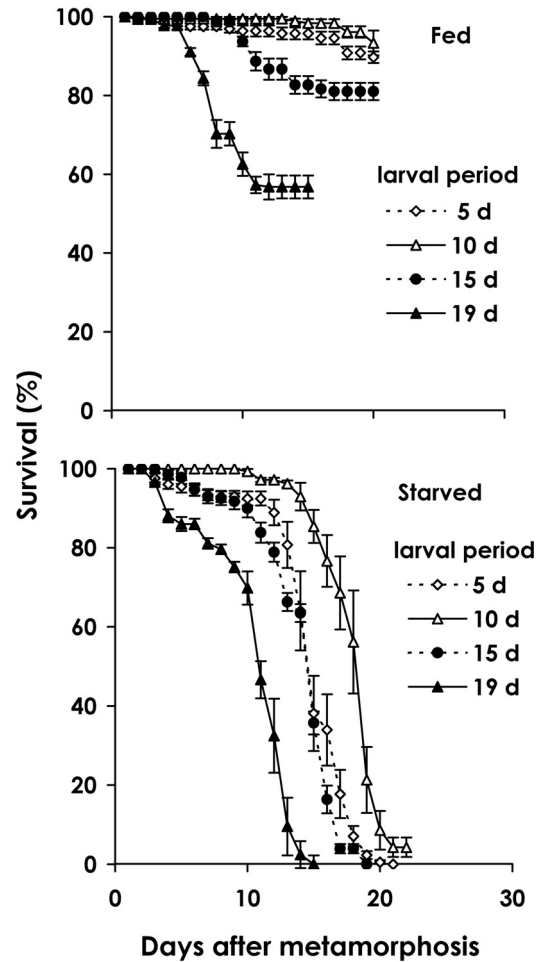 100
Fed
80
larval period
60
5 d
40
10 d
15 d
20
19 d
0
Survival (%)
100
Starved
80
larval period
60
5 d
10 d
40
15 d
19 d
20
0
0 10 20 30
Days after metamorphosis